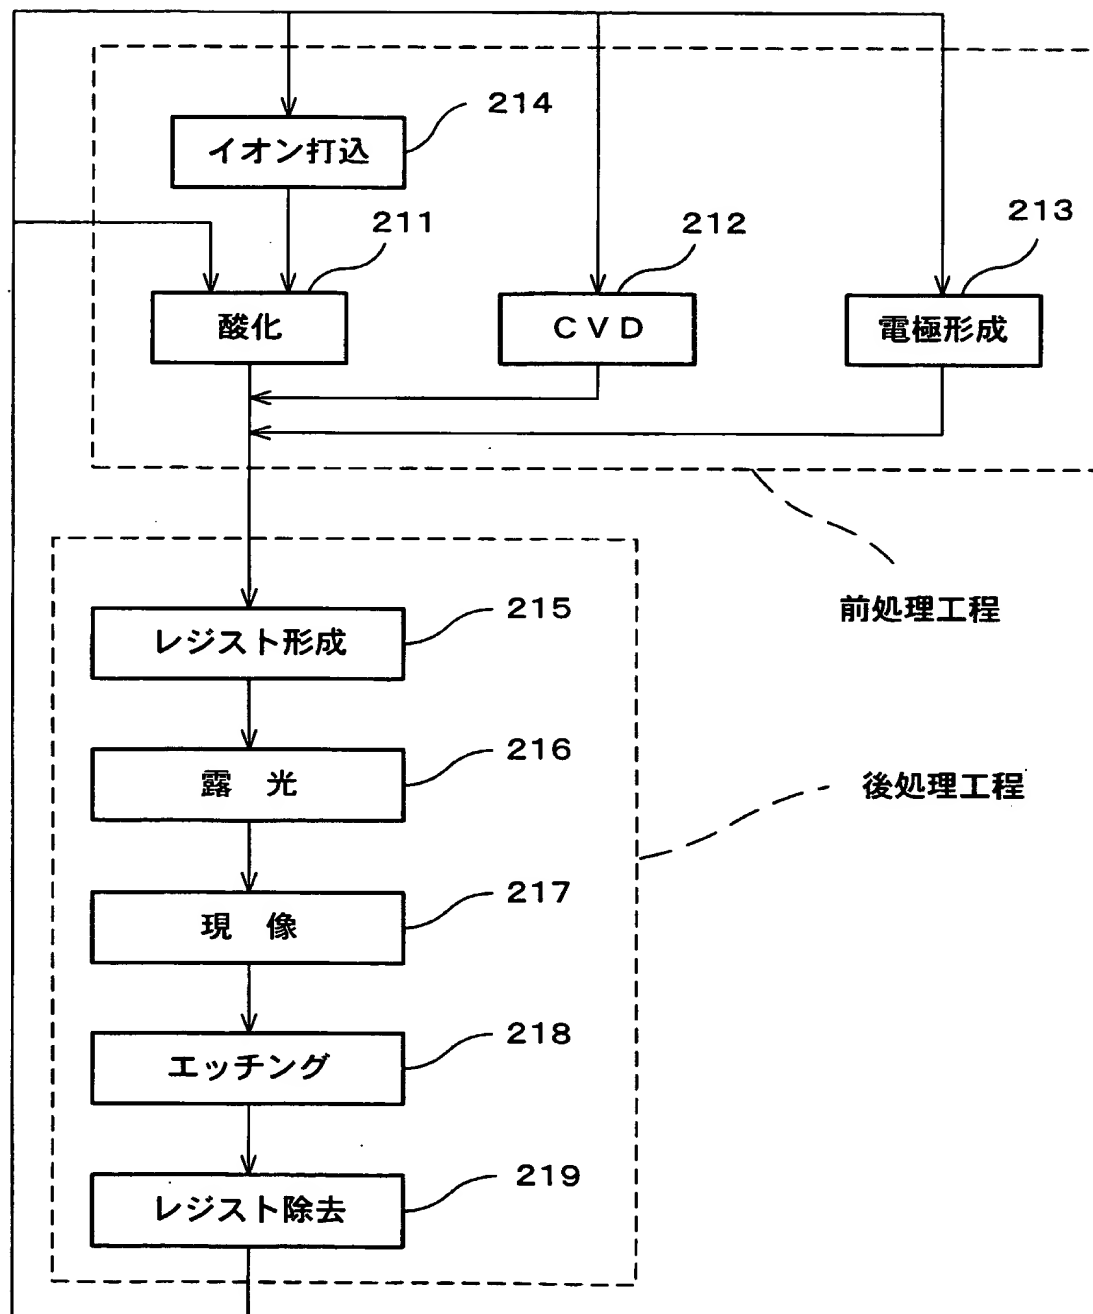 214
イオン打込
211
212
213
酸化
ＣＶＤ
電極形成
前処理工程
215
レジスト形成
216
露　光
後処理工程
217
現　像
218
エッチング
219
レジスト除去